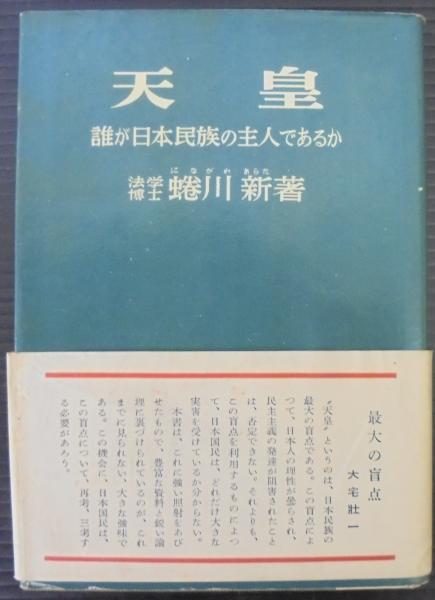 天皇
誰が日本民族の主人であるか
にながわ あらた
法学博士 蜷川 新著
最大の盲点
大宅壮一
〝天皇〟というのは、日本民族の
最大の盲点である。この盲点によ
つて、日本人の理性が曇らされ、
民主主義の発達が阻害されたこと
は、否定できない。それよりも、
この盲点を利用するものによつ
て、日本国民は、どれだけ大きな
実害を受けているか分からない。
本書は、これに強い照射をあび
せたもので、豊富な資料と鋭い論
理に裏づけられているのが、これ
までに見られない、大きな強味で
ある。この機会に、日本国民は、
この盲点について、再考、三考す
る必要があろう。